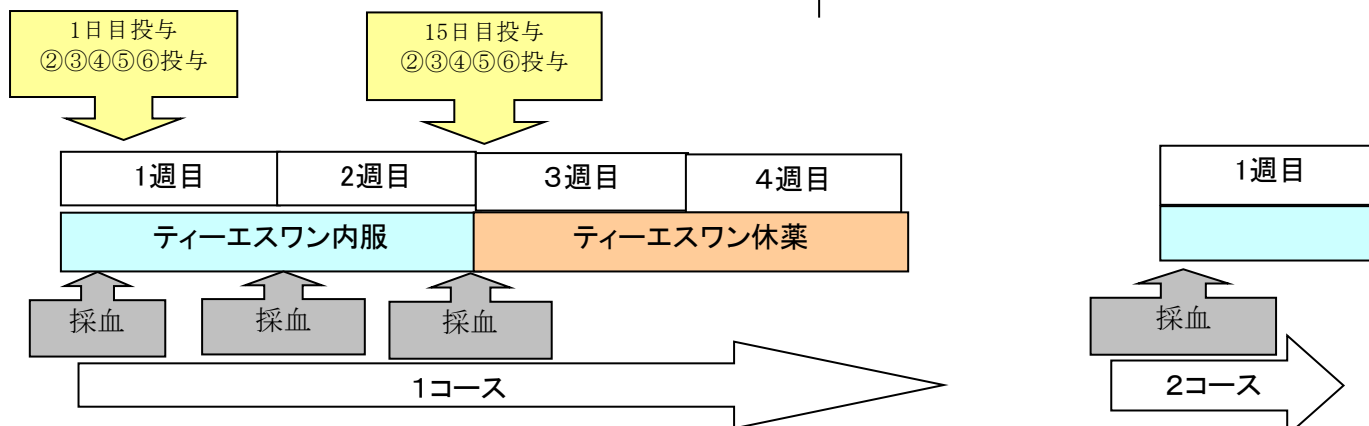 1日目投与
②③④⑤⑥投与
15日目投与
②③④⑤⑥投与
1週目
2週目
3週目
4週目
1週目
ティーエスワン内服
ティーエスワン休薬
採血
採血
採血
採血
1コース
2コース